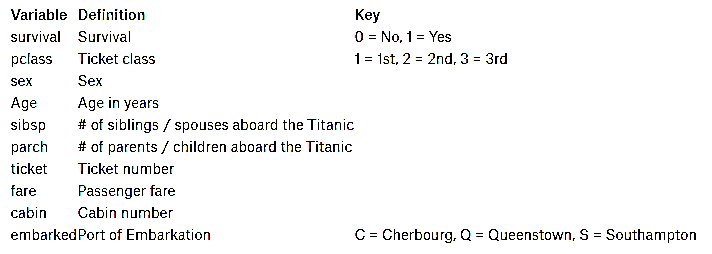 Variable Definition Key
survival Survival 0 = No, 1 = Yes
pclass Ticket class 1 = 1st, 2 = 2nd, 3 = 3rd
sex Sex
Age Age in years
sibsp # of siblings / spouses aboard the Titanic
parch # of parents / children aboard the Titanic
ticket Ticket number
fare Passenger fare
cabin Cabin number
embarked Port of Embarkation C = Cherbourg, Q = Queenstown, S = Southampton